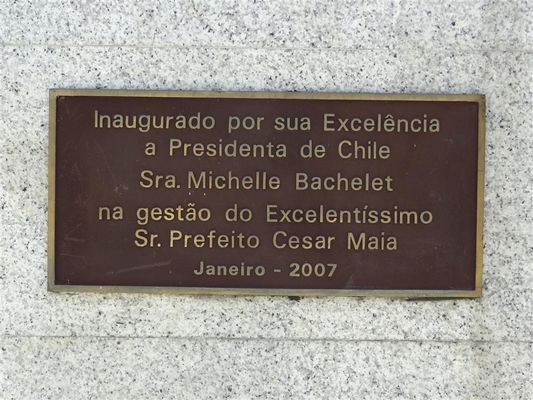 Inaugurado por sua Excelência
a Presidenta de Chile
Sra. Michelle Bachelet
na gestão do Excelentíssimo
Sr. Prefeito Cesar Maia
Janeiro - 2007